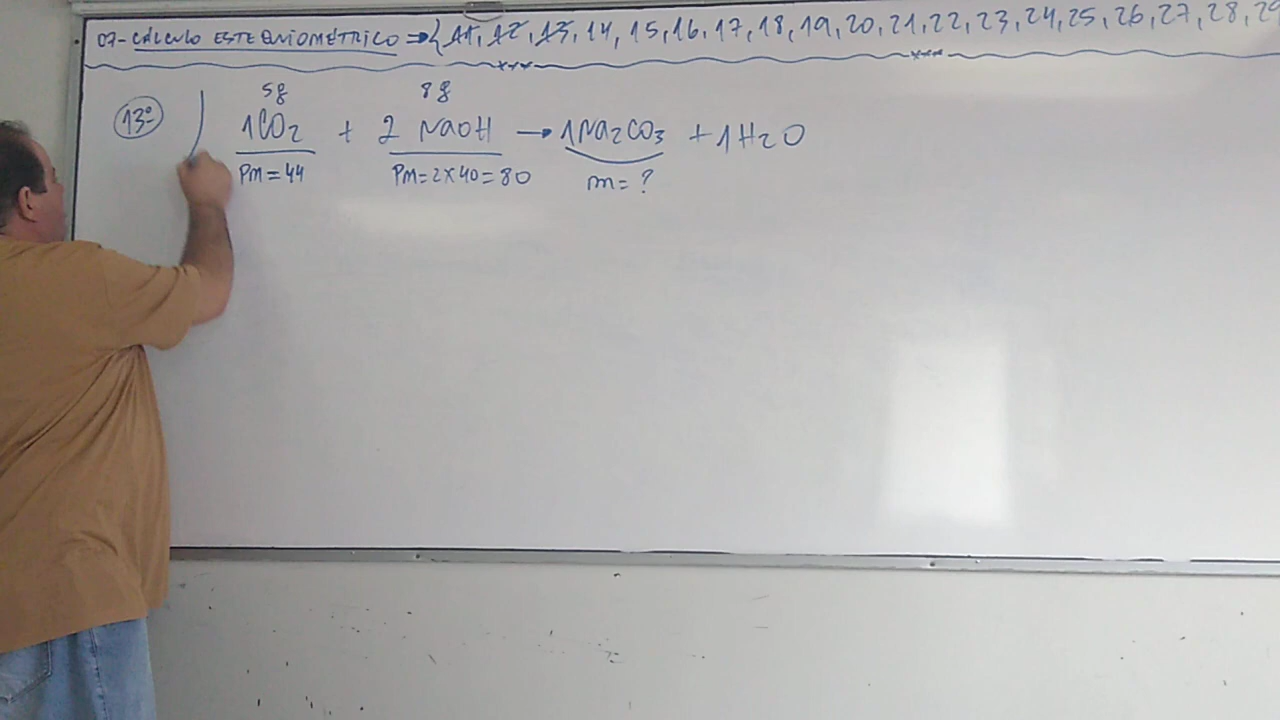 07-CÁLCULO ESTEQUIOMÉTRICO ⇒ { 11, 12, 13, 14, 15, 16, 17, 18, 19, 20, 21, 22, 23, 24, 25, 26, 27, 28, 29
5g 8g
13º) 1CO₂ + 2 NaOH → 1Na₂CO₃ + 1H₂O
Pm=44 Pm=2x40=80 m=?